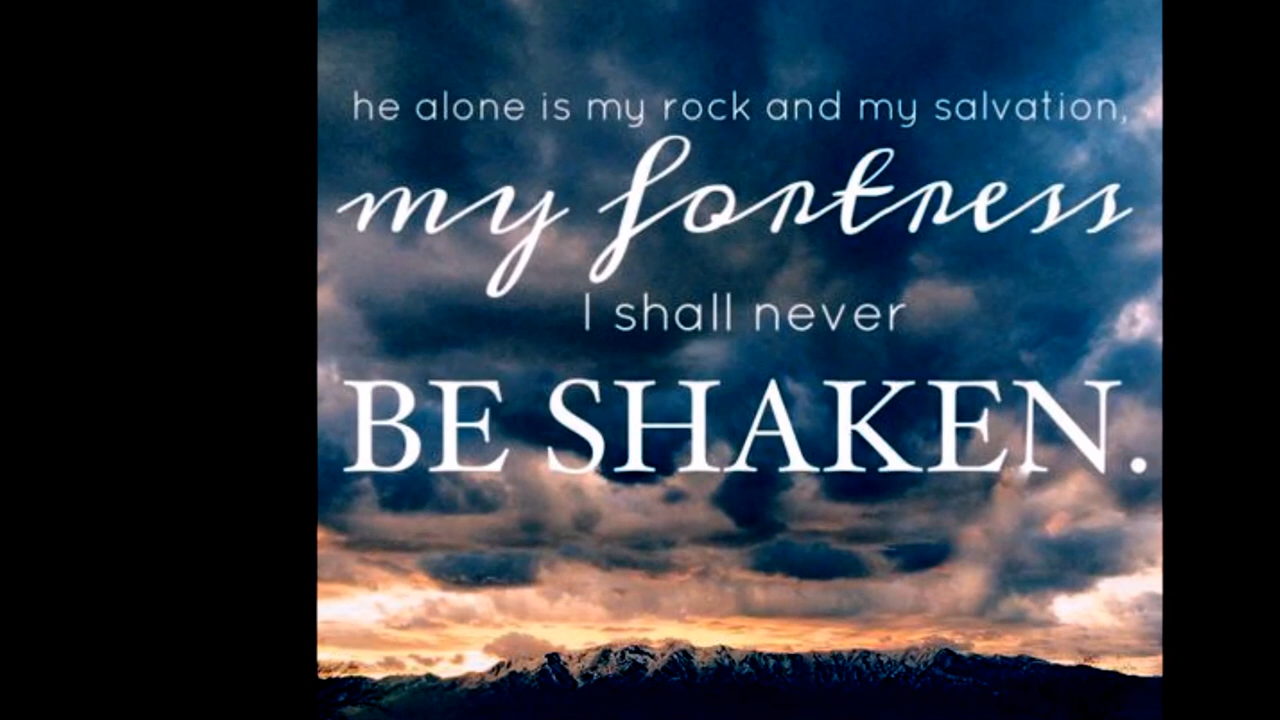 he alone is my rock and my salvation,
my fortress
I shall never
BE SHAKEN.